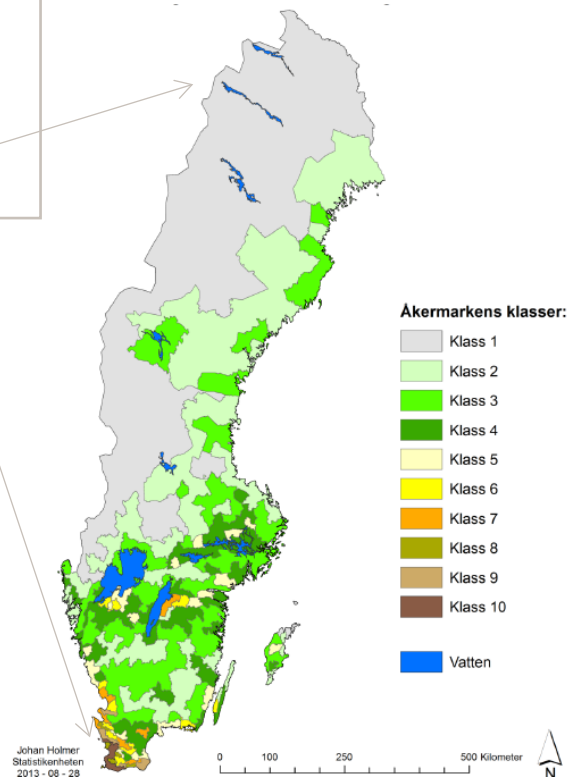 Åkermarkens klasser:
Klass 1
Klass 2
Klass 3
Klass 4
Klass 5
Klass 6
Klass 7
Klass 8
Klass 9
Klass 10
Vatten
Johan Holmer
Statistikenheten
2013 - 08 - 28
0 100 250 500 Kilometer
N